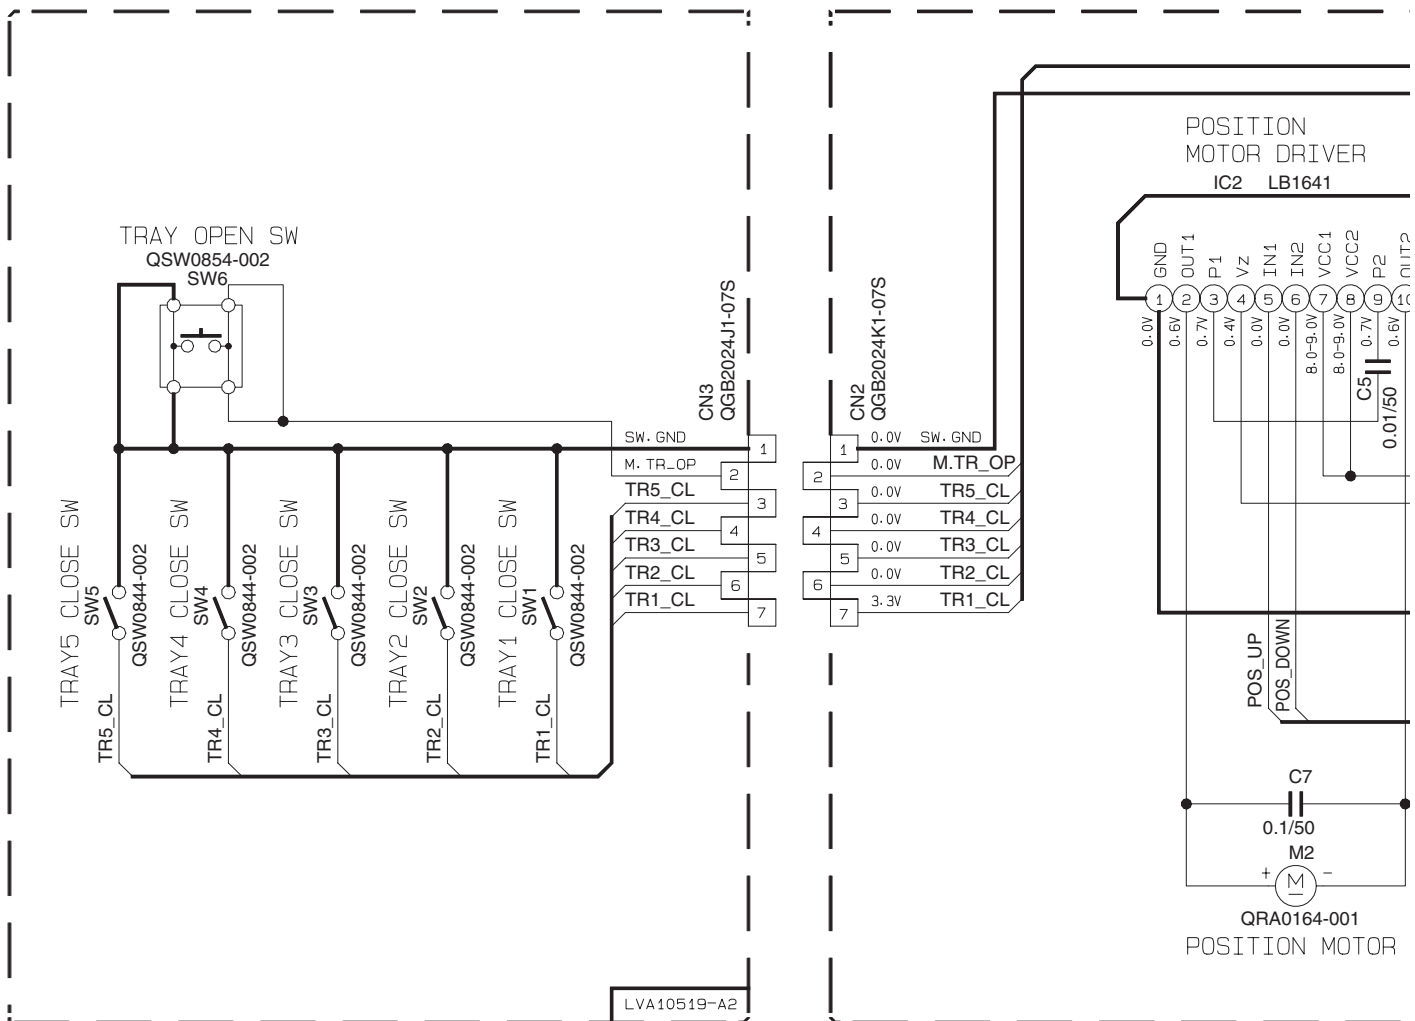 TRAY OPEN SW
QSW0854-002
SW6
CN3
QGB2024J1-07S
SW.GND
M.TR_OP
TR5_CL
TR4_CL
TR3_CL
TR2_CL
TR1_CL
1
2
3
4
5
6
7
TRAY5 CLOSE SW
SW5
QSW0844-002
TRAY4 CLOSE SW
SW4
QSW0844-002
TRAY3 CLOSE SW
SW3
QSW0844-002
TRAY2 CLOSE SW
SW2
QSW0844-002
TRAY1 CLOSE SW
SW1
QSW0844-002
TR5_CL
TR4_CL
TR3_CL
TR2_CL
TR1_CL
LVA10519-A2
CN2
QGB2024K1-07S
1 0.0V SW.GND
2 0.0V M.TR_OP
3 0.0V TR5_CL
4 0.0V TR4_CL
5 0.0V TR3_CL
6 0.0V TR2_CL
7 3.3V TR1_CL
POSITION
MOTOR DRIVER
IC2 LB1641
GND
OUT1
P1
VZ
IN1
IN2
VCC1
VCC2
P2
OUT2
1 2 3 4 5 6 7 8 9 10
0.0V
0.6V
0.7V
0.4V
0.0V
0.0V
8.0-9.0V
8.0-9.0V
0.7V
0.6V
C5
0.01/50
POS_UP
POS_DOWN
C7
0.1/50
M2
+ M -
QRA0164-001
POSITION MOTOR